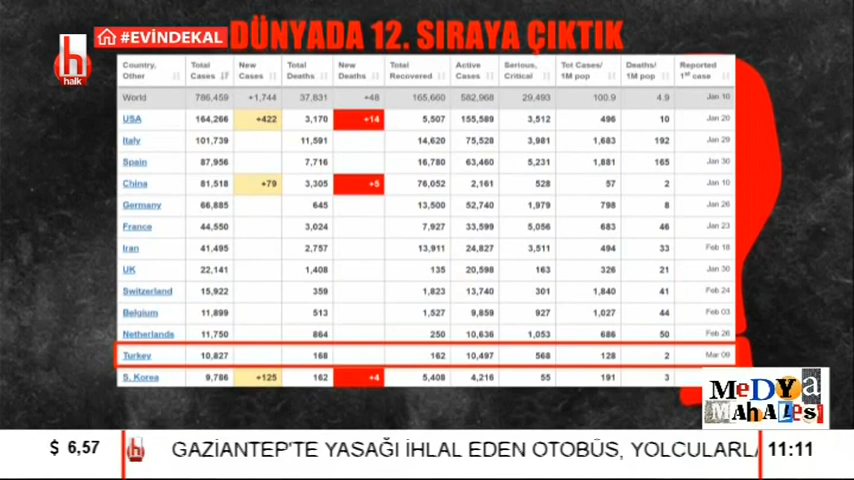 DÜNYADA 12. SIRAYA ÇIKTIK
#EVİNDEKAL
h
halk
Country, Other Total Cases New Cases Total Deaths New Deaths Total Recovered Active Cases Serious, Critical Tot Cases/ 1M pop Deaths/ 1M pop Reported 1st case
World 786,459 +1,744 37,831 +48 165,660 582,968 29,493 100.9 4.9 Jan 10
USA 164,266 +422 3,170 +14 5,507 155,589 3,512 496 10 Jan 20
Italy 101,739 11,591 14,620 75,528 3,981 1,683 192 Jan 29
Spain 87,956 7,716 16,780 63,460 5,231 1,881 165 Jan 30
China 81,518 +79 3,305 +5 76,052 2,161 528 57 2 Jan 10
Germany 66,885 645 13,500 52,740 1,979 798 8 Jan 26
France 44,550 3,024 7,927 33,599 5,056 683 46 Jan 23
Iran 41,495 2,757 13,911 24,827 3,511 494 33 Feb 18
UK 22,141 1,408 135 20,598 163 326 21 Jan 30
Switzerland 15,922 359 1,823 13,740 301 1,840 41 Feb 24
Belgium 11,899 513 1,527 9,859 927 1,027 44 Feb 03
Netherlands 11,750 864 250 10,636 1,053 686 50 Feb 26
Turkey 10,827 168 162 10,497 568 128 2 Mar 09
S. Korea 9,786 +125 162 +4 5,408 4,216 55 191 3
MeDYa
MaHaLLesi
$ 6,57
h
GAZİANTEP'TE YASAĞI İHLAL EDEN OTOBÜS, YOLCULARLA
11:11